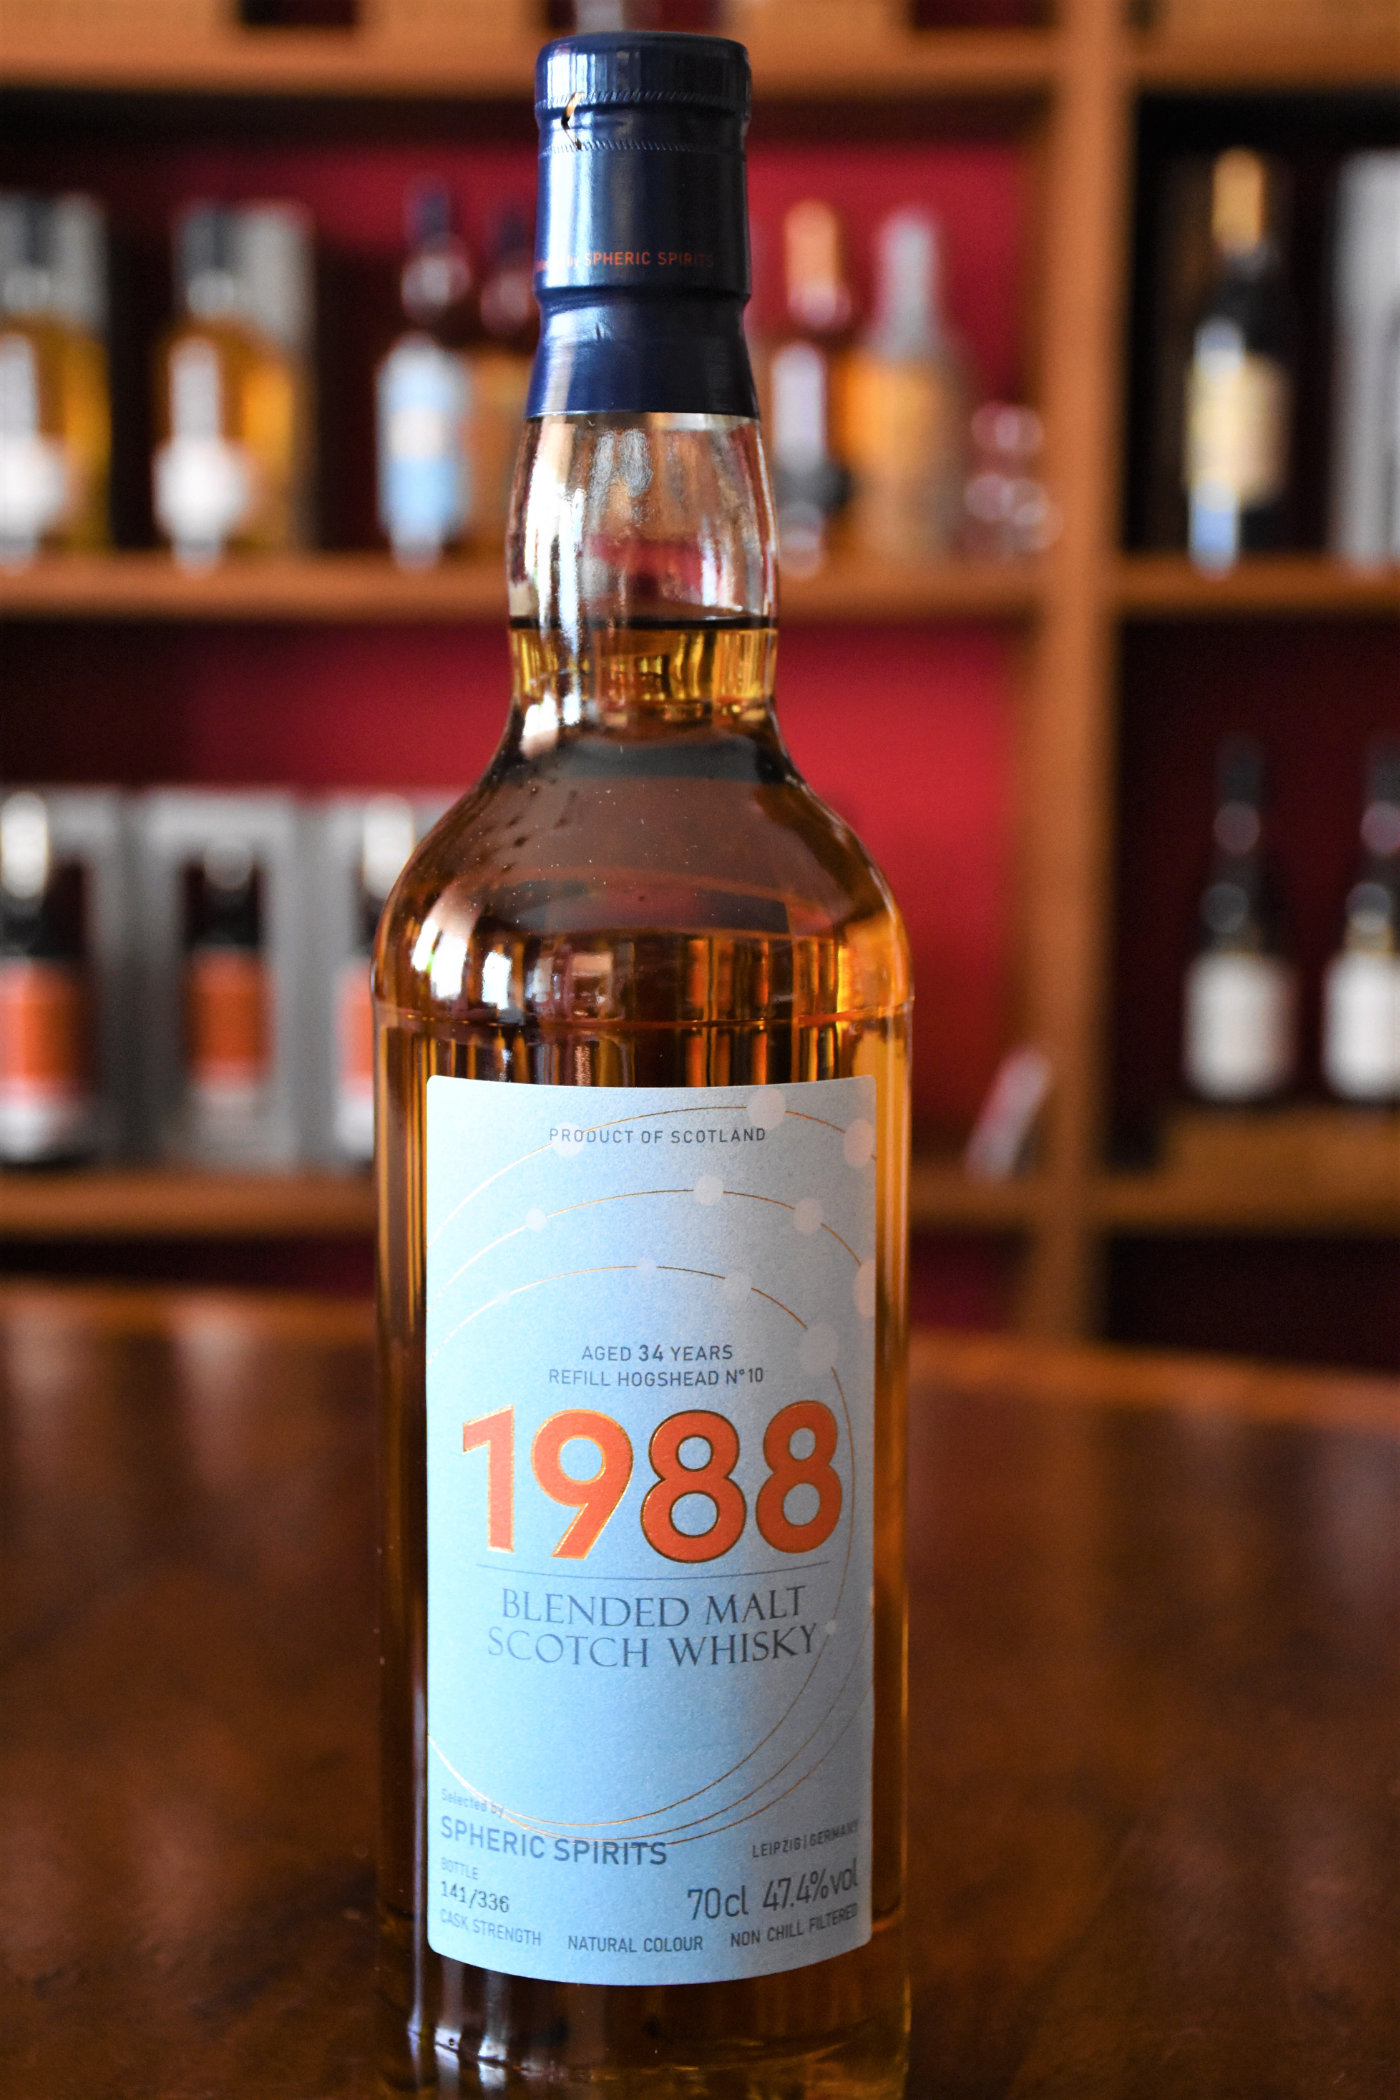 SPHERIC SPIRITS
PRODUCT OF SCOTLAND
AGED 34 YEARS
REFILL HOGSHEAD N°10
1988
BLENDED MALT
SCOTCH WHISKY
Selected by
SPHERIC SPIRITS
LEIPZIG | GERMANY
BOTTLE
141/336
70cl 47.4%vol
CASK STRENGTH NATURAL COLOUR NON CHILL FILTERED